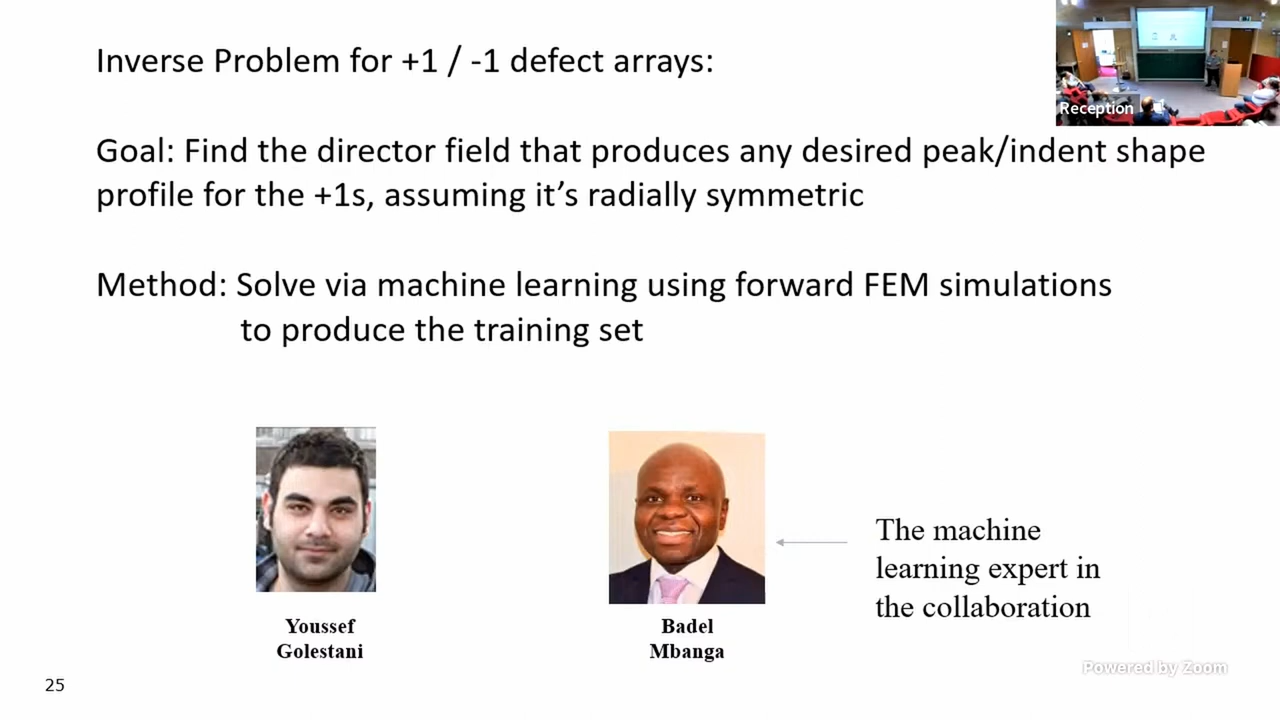 Inverse Problem for +1 / -1 defect arrays:
Reception
Goal: Find the director field that produces any desired peak/indent shape
profile for the +1s, assuming it’s radially symmetric
Method: Solve via machine learning using forward FEM simulations
to produce the training set
The machine
learning expert in
the collaboration
Youssef
Golestani
Badel
Mbanga
Powered by Zoom
25